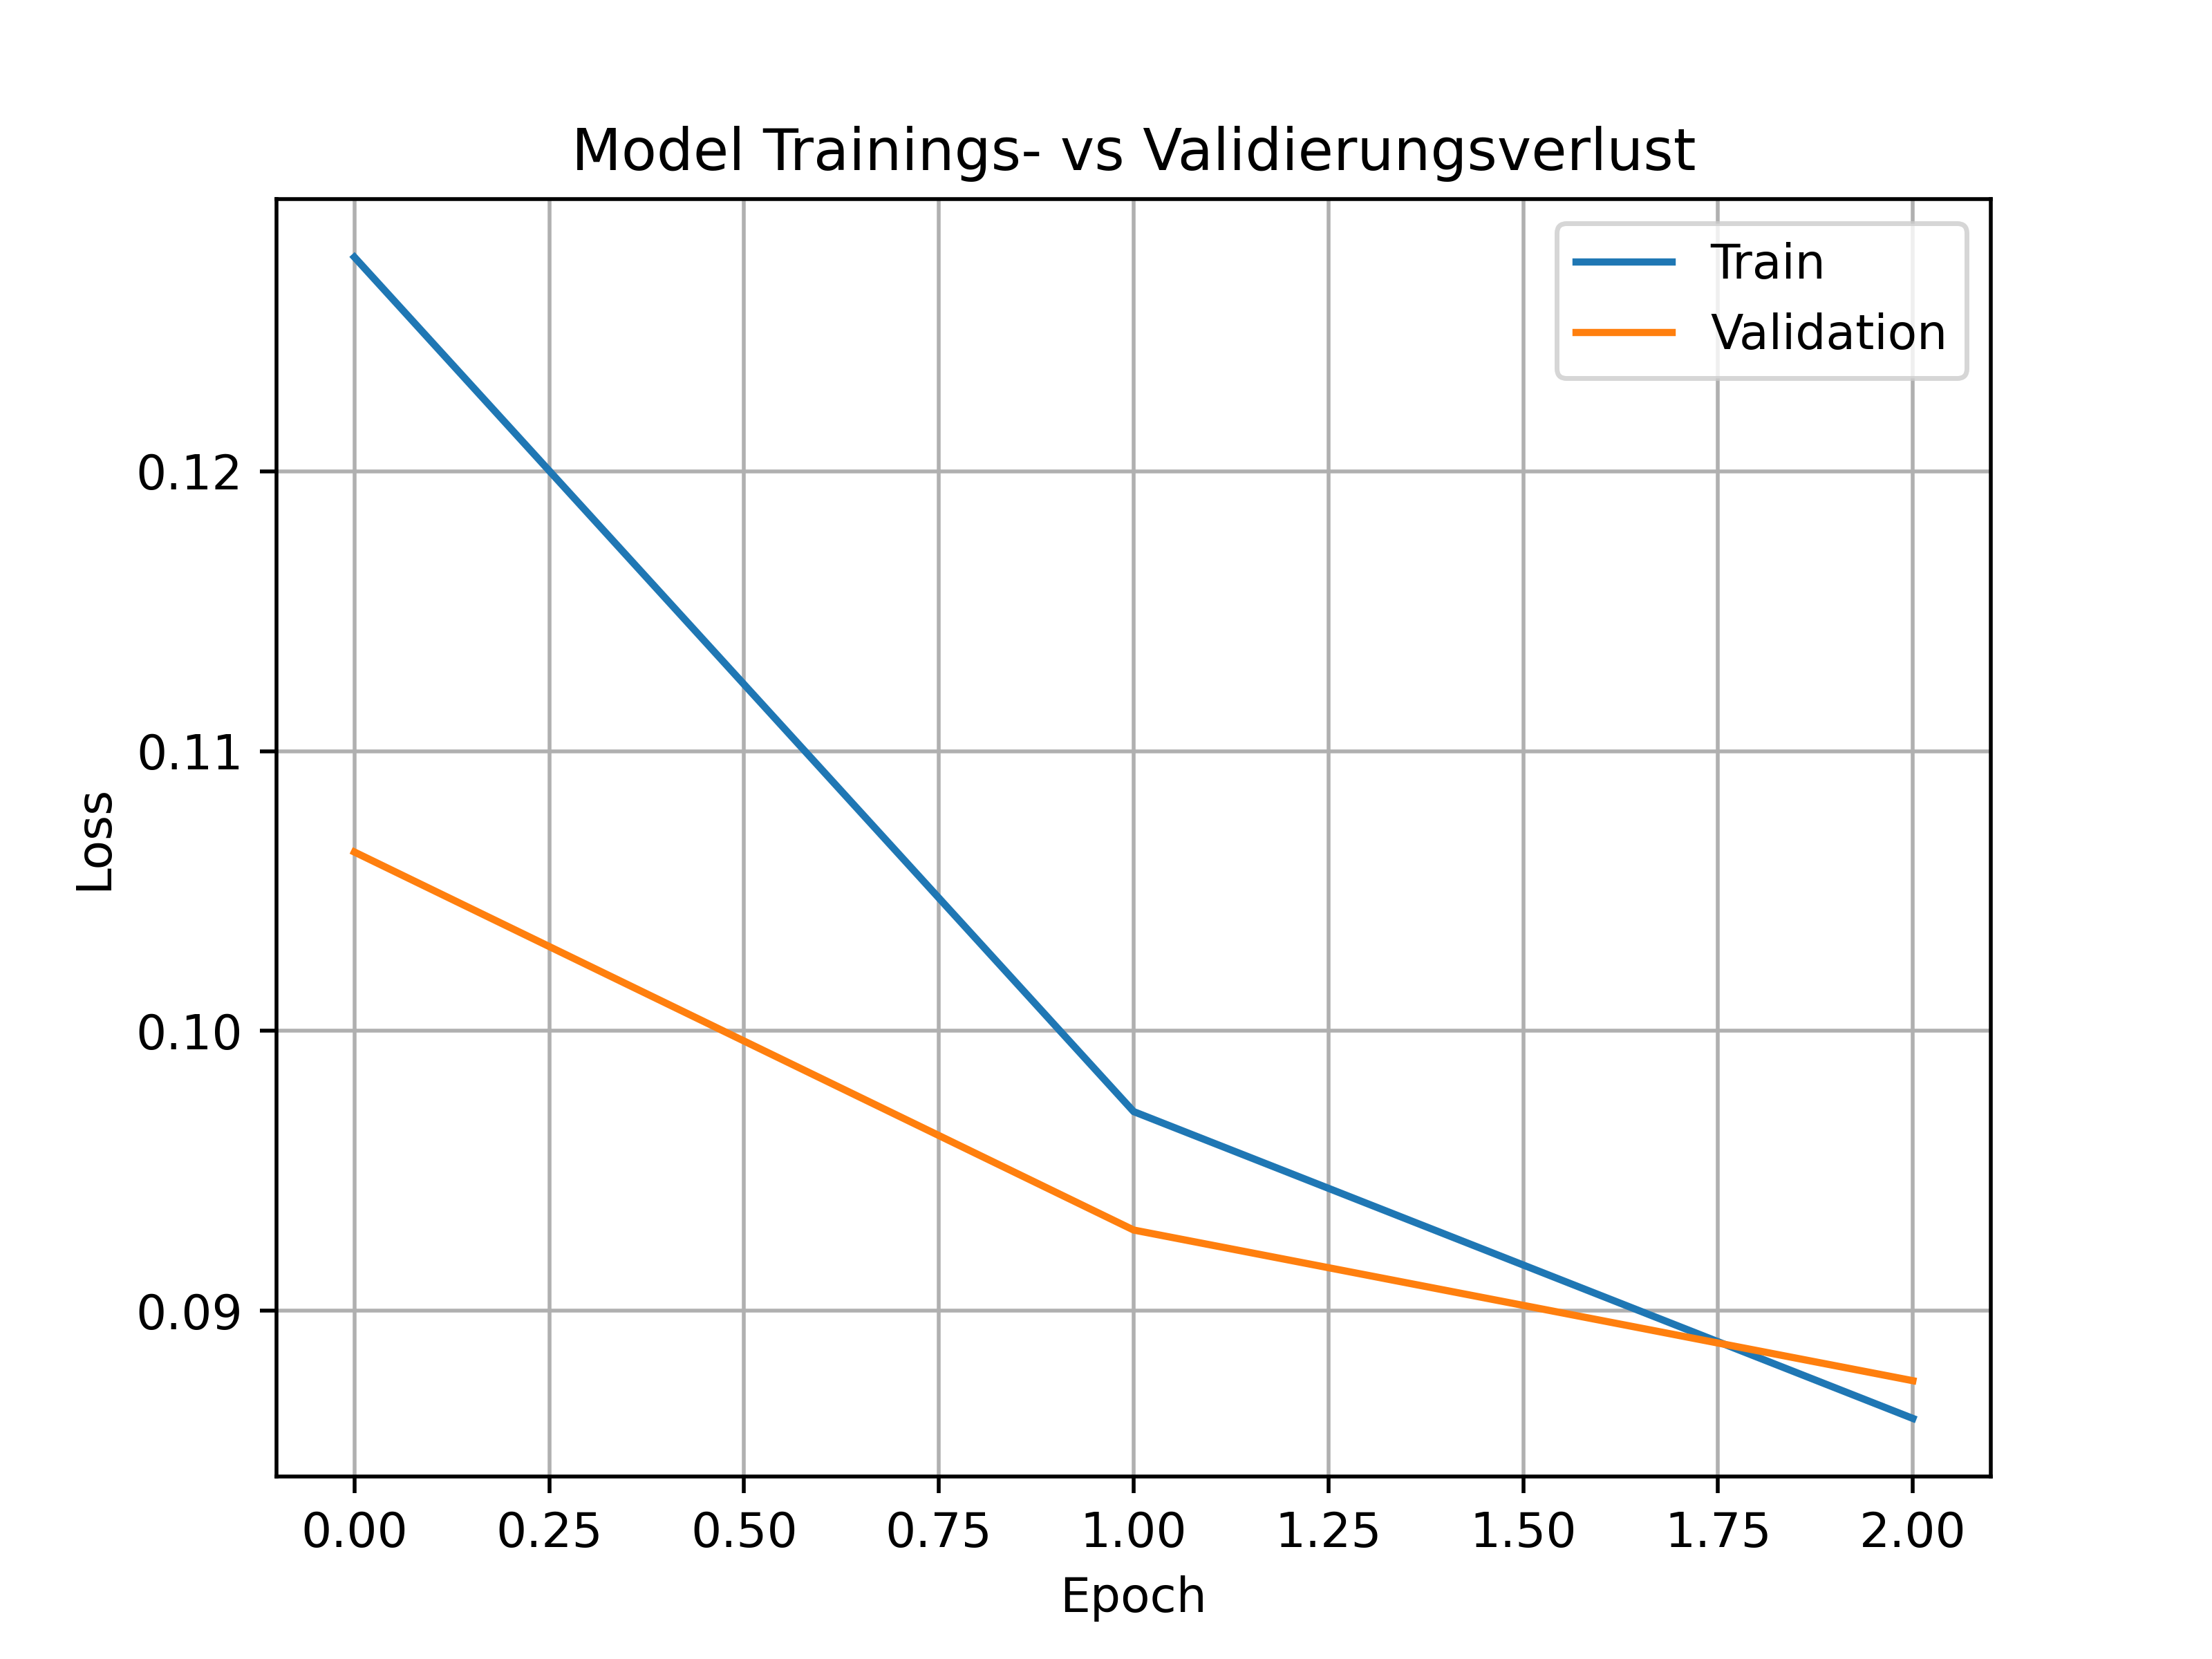 Model Trainings- vs Validierungsverlust
Train
Validation
0.12
0.11
0.10
0.09
Loss
0.00 0.25 0.50 0.75 1.00 1.25 1.50 1.75 2.00
Epoch